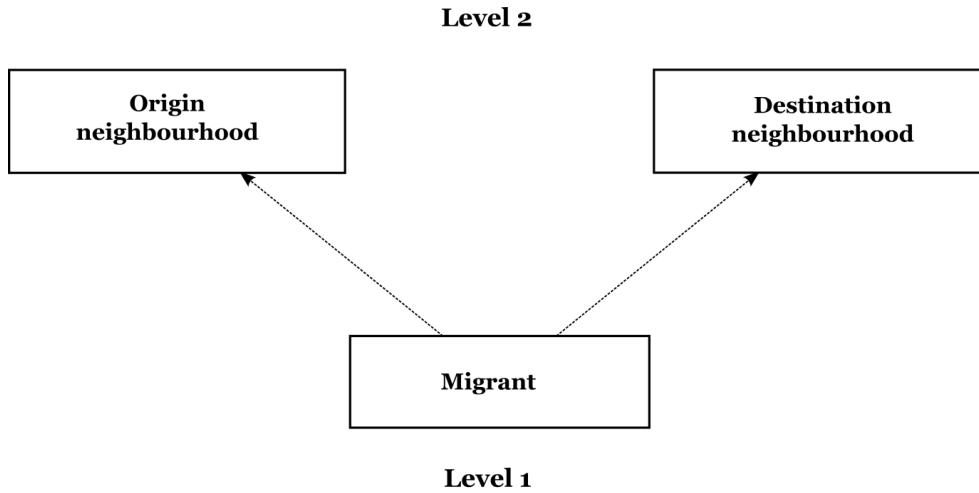 Level 2
Origin
neighbourhood
Destination
neighbourhood
Migrant
Level 1